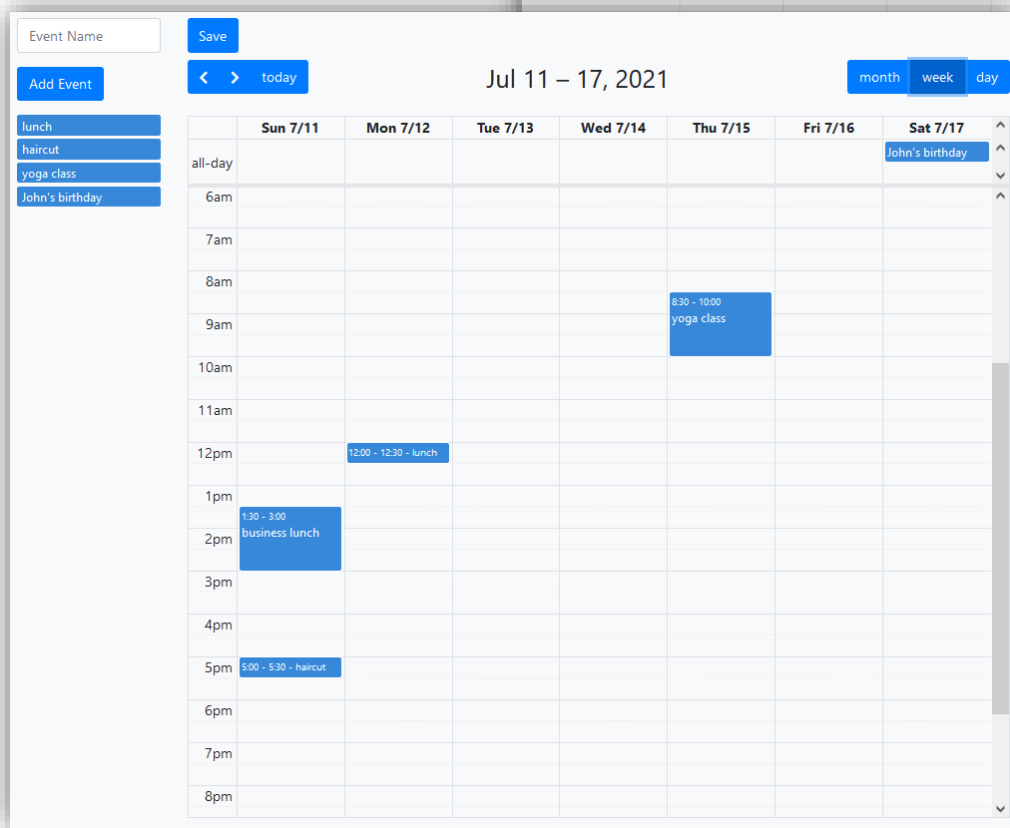 Event Name
Save
Add Event
today
Jul 11 – 17, 2021
month week day
lunch
haircut
yoga class
John's birthday
Sun 7/11 Mon 7/12 Tue 7/13 Wed 7/14 Thu 7/15 Fri 7/16 Sat 7/17
all-day
John's birthday
6am
7am
8am
8:30 - 10:00
yoga class
9am
10am
11am
12pm
12:00 - 12:30 - lunch
1pm
1:30 - 3:00
business lunch
2pm
3pm
4pm
5pm
5:00 - 5:30 - haircut
6pm
7pm
8pm